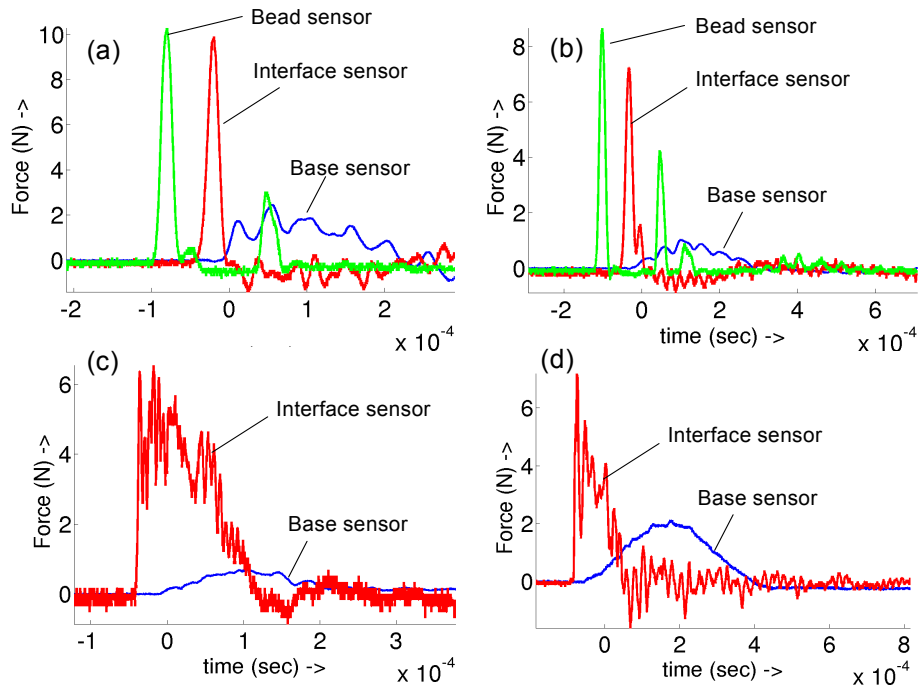 (a)
Bead sensor
Interface sensor
Base sensor
Force (N) ->
10
8
6
4
2
0
-2 -1 0 1 2
x 10-4
(b)
Bead sensor
Interface sensor
Base sensor
Force (N) ->
8
6
4
2
0
-2 0 2 4 6
time (sec) ->
x 10-4
(c)
Interface sensor
Base sensor
Force (N) ->
6
4
2
0
-1 0 1 2 3
time (sec) ->
x 10-4
(d)
Interface sensor
Base sensor
Force (N) ->
6
4
2
0
0 2 4 6 8
time (sec) ->
x 10-4